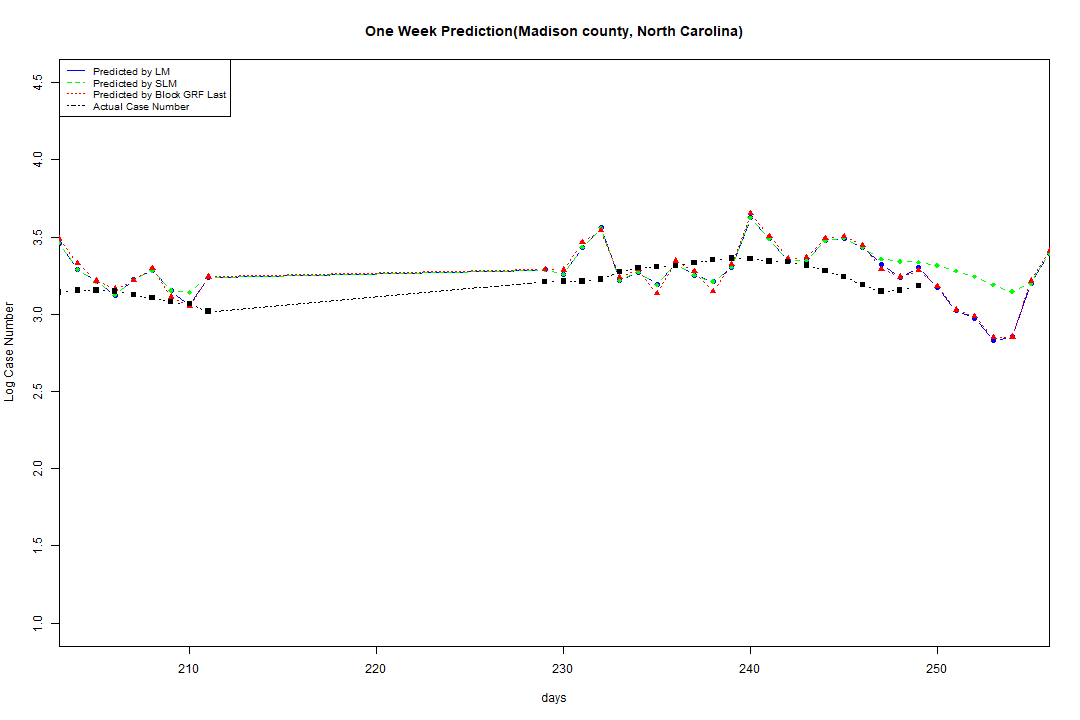 One Week Prediction(Madison county, North Carolina)
Predicted by LM
Predicted by SLM
Predicted by Block GRF Last
Actual Case Number
4.5
4.0
3.5
3.0
2.5
2.0
1.5
1.0
Log Case Number
210 220 230 240 250
days